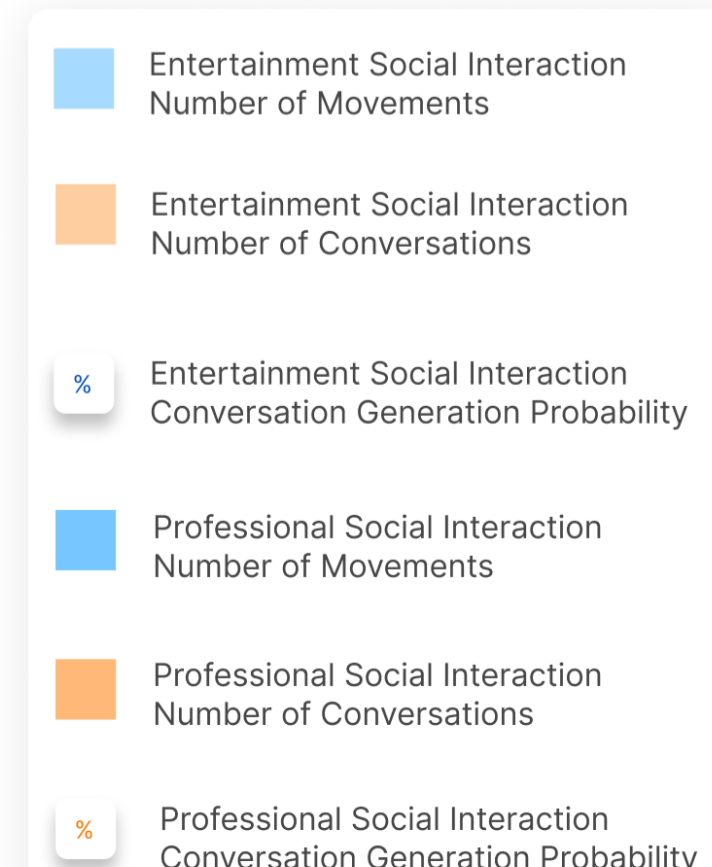 Entertainment Social Interaction
Number of Movements
Entertainment Social Interaction
Number of Conversations
%
Entertainment Social Interaction
Conversation Generation Probability
Professional Social Interaction
Number of Movements
Professional Social Interaction
Number of Conversations
%
Professional Social Interaction
Conversation Generation Probability